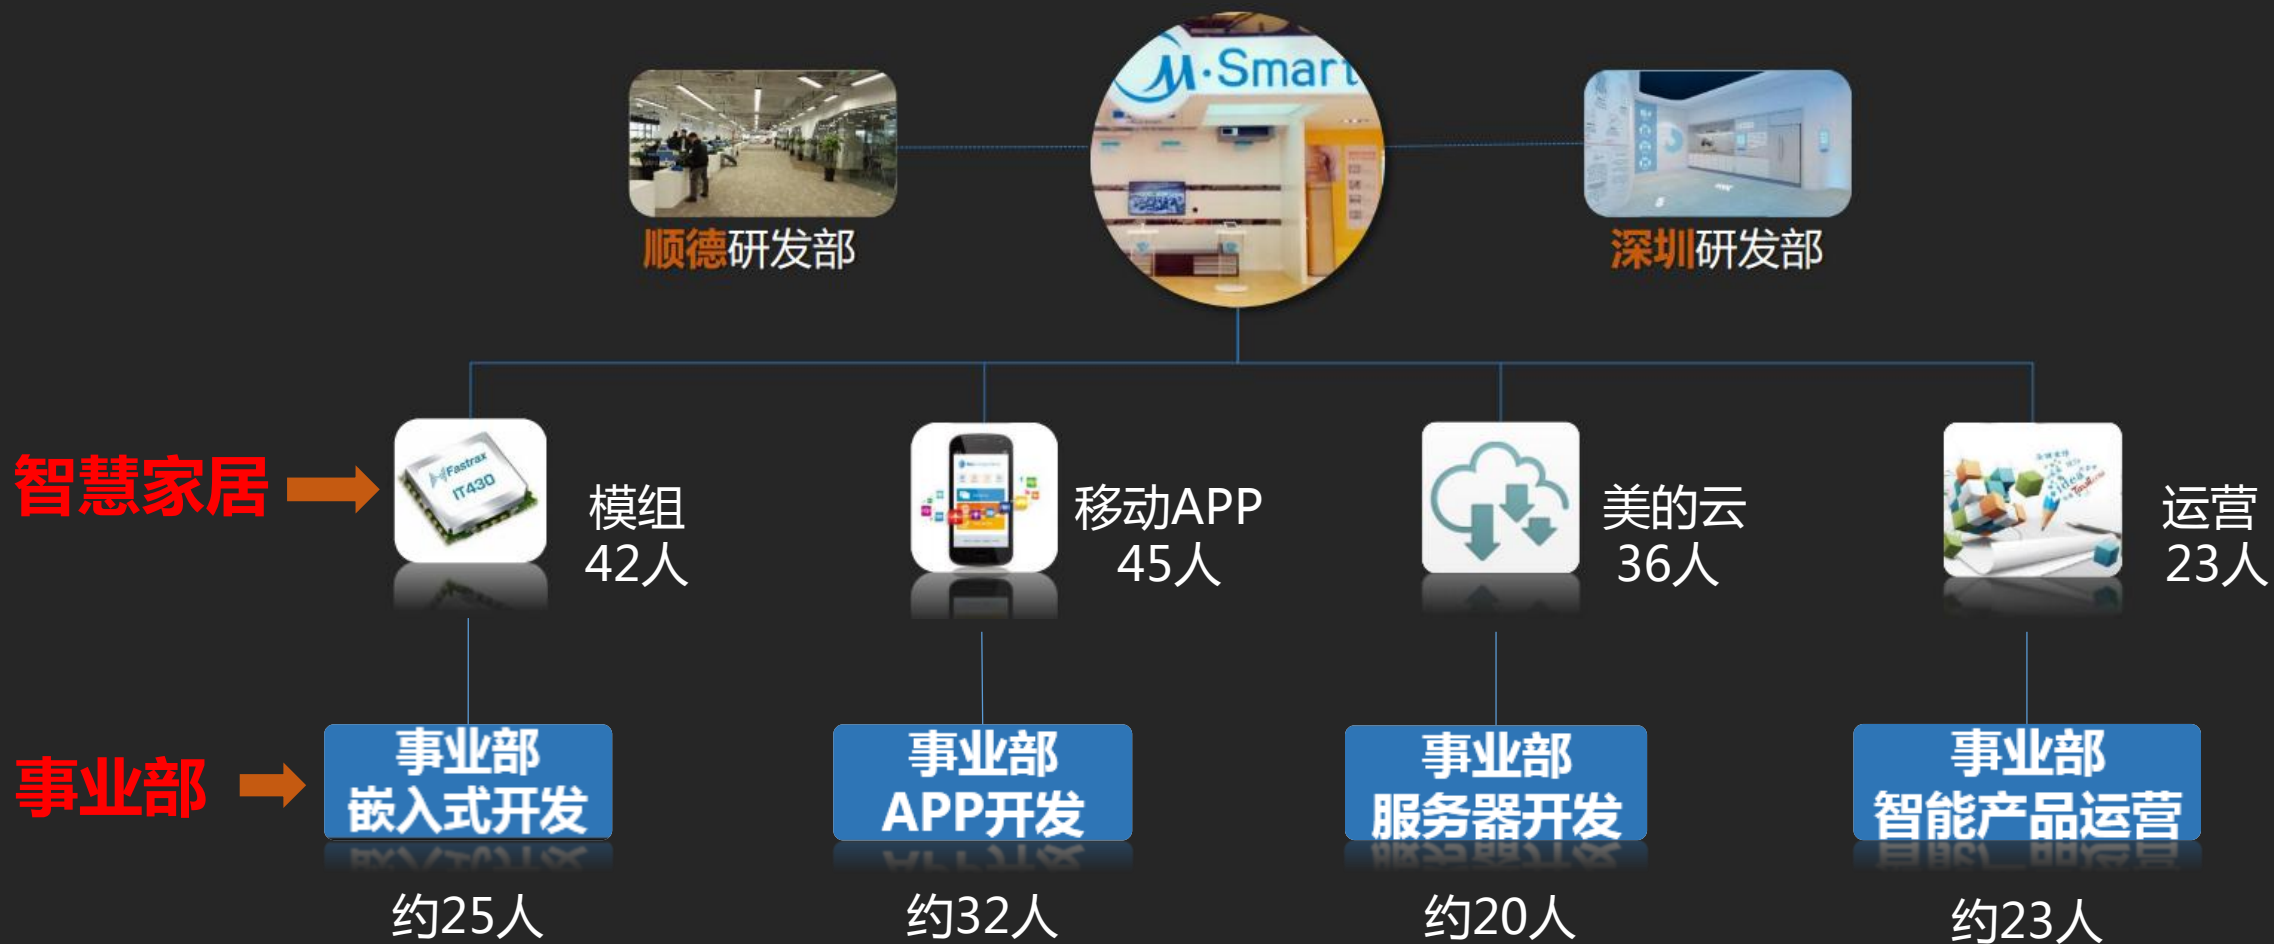 M·Smart
顺德研发部
深圳研发部
智慧家居
Fastrax
IT430
模组
42人
移动APP
45人
美的云
36人
idea
运营
23人
事业部
事业部
嵌入式开发
事业部
APP开发
事业部
服务器开发
事业部
智能产品运营
约25人
约32人
约20人
约23人